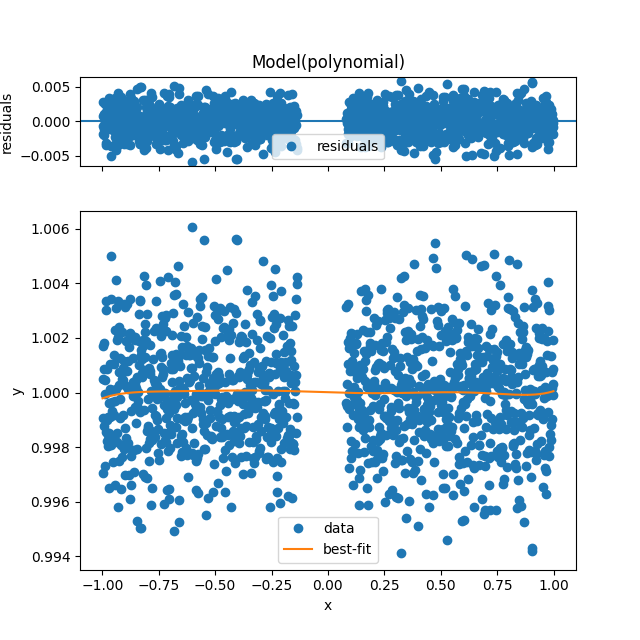 Model(polynomial)
residuals
0.005
0.000
−0.005
residuals
y
1.006
1.004
1.002
1.000
0.998
0.996
0.994
data
best-fit
−1.00 −0.75 −0.50 −0.25 0.00 0.25 0.50 0.75 1.00
x